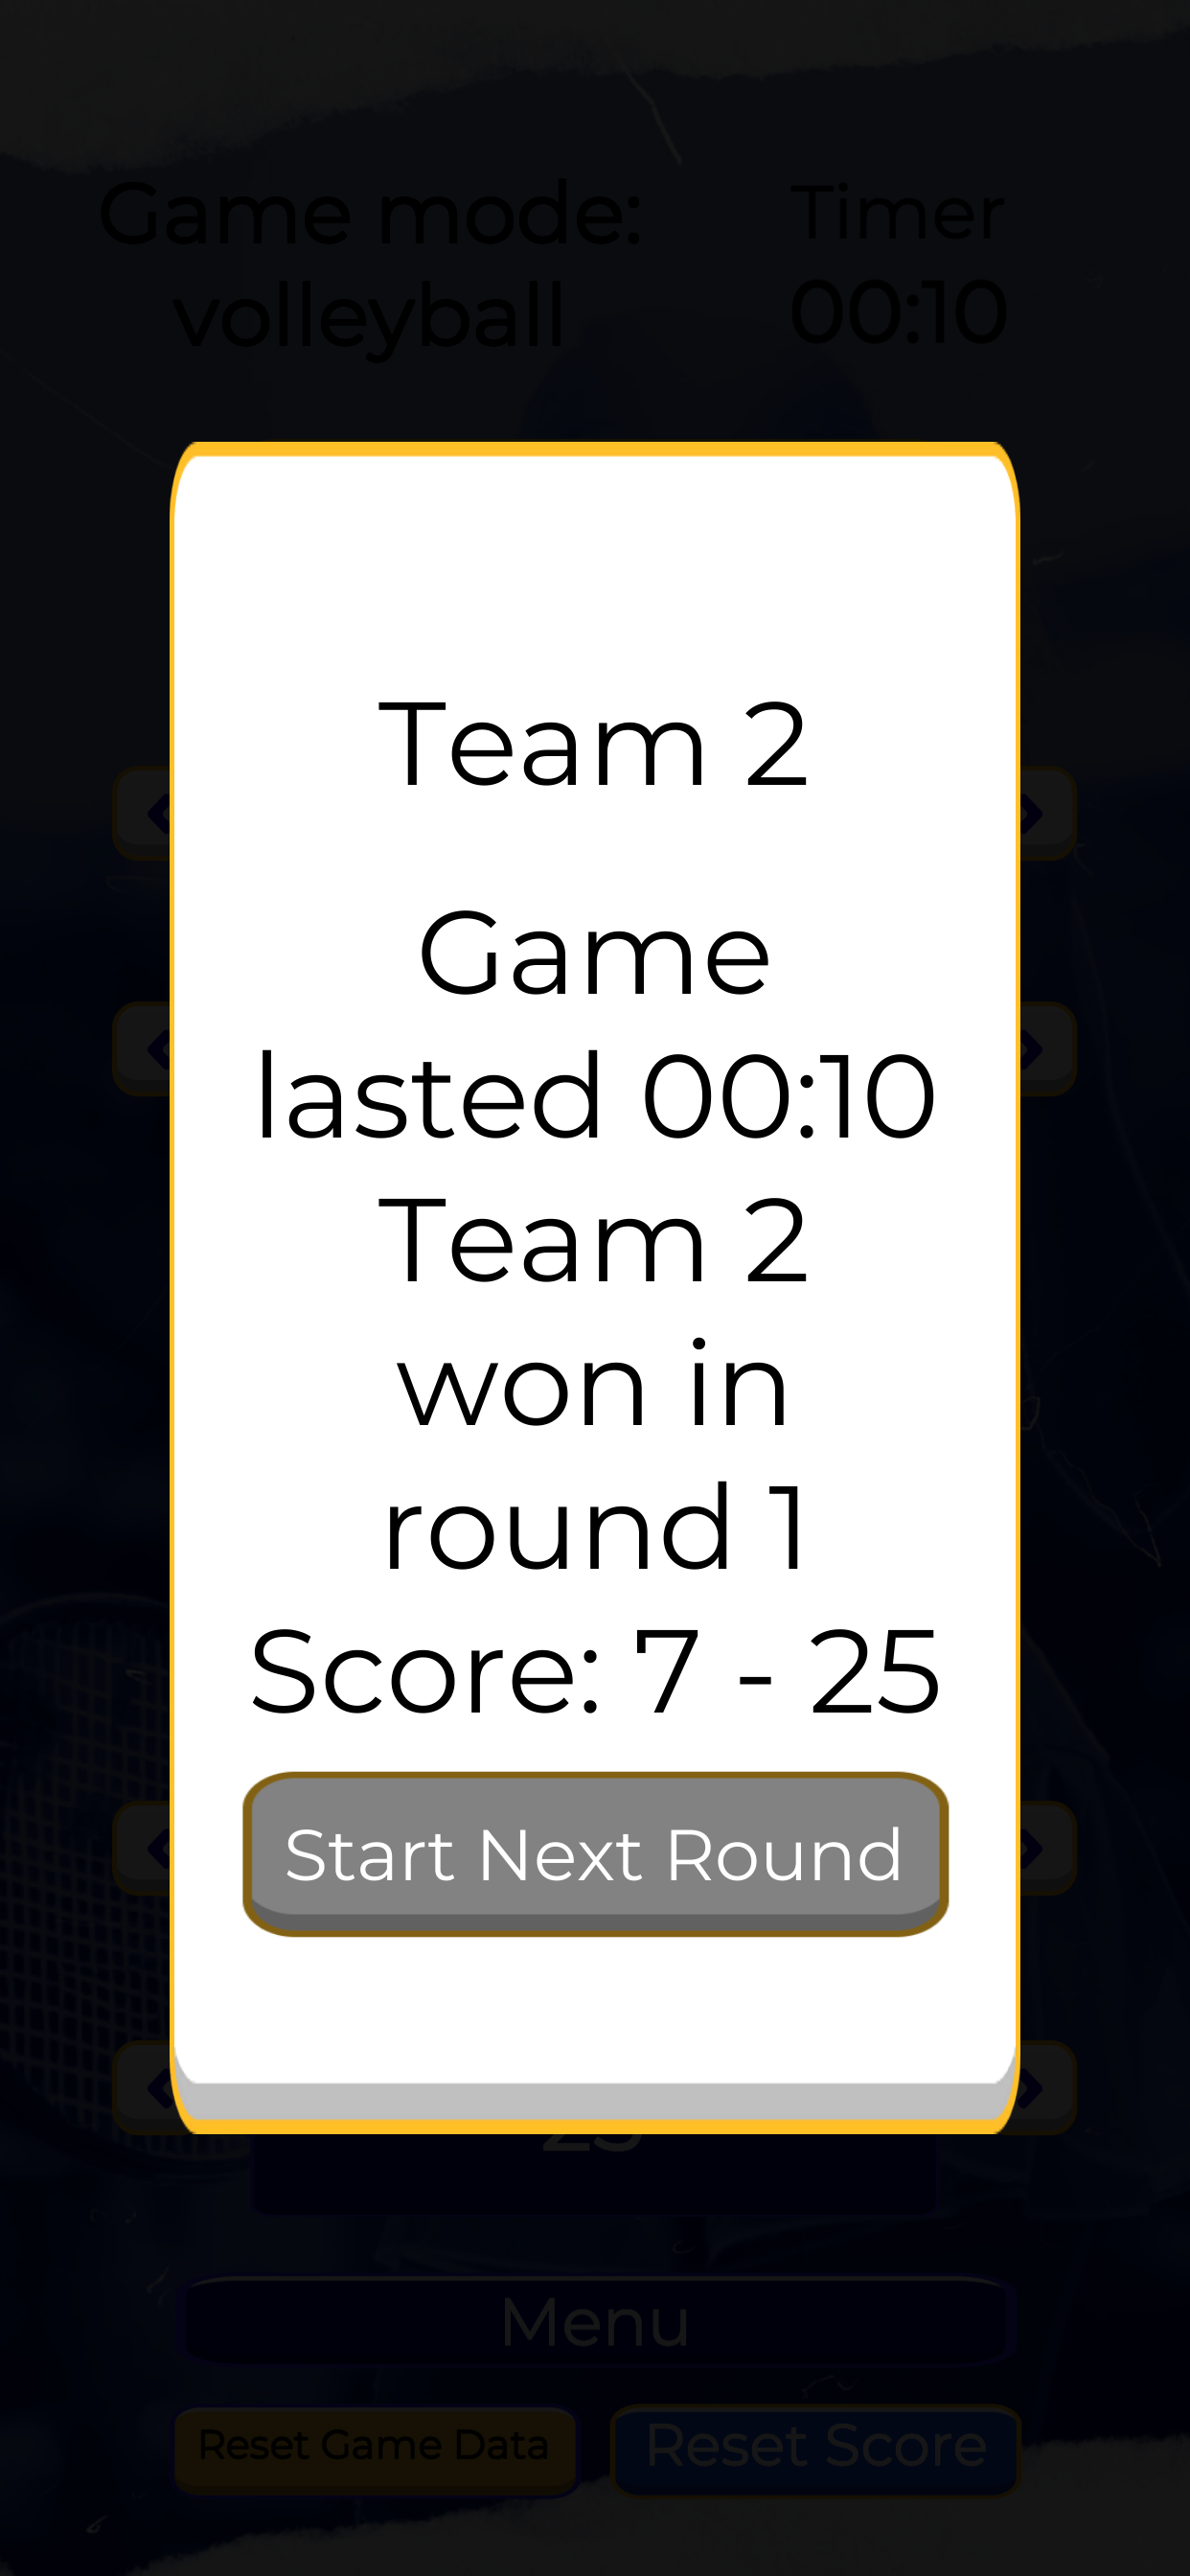 Game mode:
volleyball
Timer
00:10
Team 2
Game
lasted 00:10
Team 2
won in
round 1
Score: 7 - 25
Start Next Round
Menu
Reset Game Data
Reset Score